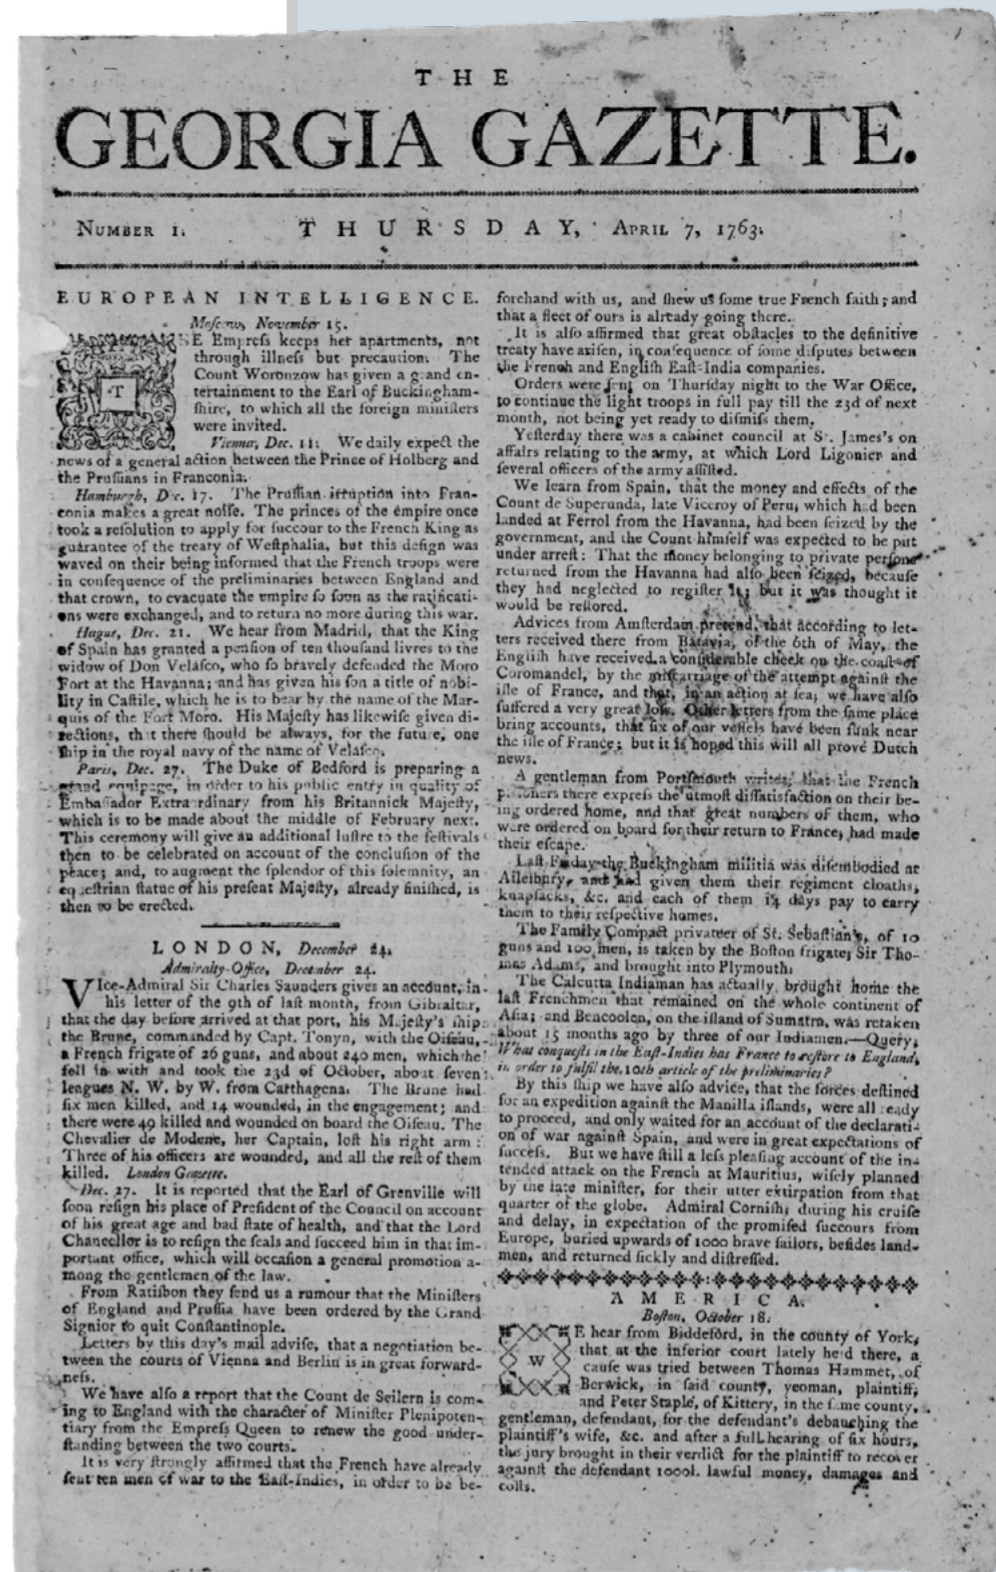 THE
GEORGIA GAZETTE.
NUMBER 1. THURSDAY, APRIL 7, 1763.
EUROPEAN INTELLIGENCE.
Moscow, November 15.
THE Empreſs keeps her apartments, not
through illneſs but precaution. The
Count Woronzow has given a grand en-
tertainment to the Earl of Buckingham-
ſhire, to which all the foreign miniſters
were invited.
Vienna, Dec. 11. We daily expect the
news of a general action between the Prince of Holberg and
the Pruſſians in Franconia.
Hamburgh, Dec. 17. The Pruſſian irruption into Fran-
conia makes a great noiſe. The princes of the empire once
took a reſolution to apply for ſuccour to the French King as
guarantee of the treaty of Weſtphalia, but this deſign was
waved on their being informed that the French troops were
in conſequence of the preliminaries between England and
that crown, to evacuate the empire ſo ſoon as the ratificati-
ons were exchanged, and to return no more during this war.
Hague, Dec. 21. We hear from Madrid, that the King
of Spain has granted a penſion of ten thouſand livres to the
widow of Don Velaſco, who ſo bravely defended the Moro
Fort at the Havanna; and has given his ſon a title of nobi-
lity in Caſtile, which he is to bear by the name of the Mar-
quis of the Fort Moro. His Majeſty has likewiſe given di-
rections, that there ſhould be always, for the future, one
ſhip in the royal navy of the name of Velaſco.
Paris, Dec. 27. The Duke of Bedford is preparing a
grand equipage, in order to his public entry in quality of
Embaſſador Extraordinary from his Britannick Majeſty,
which is to be made about the middle of February next.
This ceremony will give an additional luſtre to the feſtivals
then to be celebrated on account of the concluſion of the
peace; and, to augment the ſplendor of this ſolemnity, an
equeſtrian ſtatue of his preſent Majeſty, already finiſhed, is
then to be erected.
LONDON, December 24.
Admiralty-Office, December 24.
VIce-Admiral Sir Charles Saunders gives an account, in
his letter of the 9th of laſt month, from Gibraltar,
that the day before arrived at that port, his Majeſty's ſhip
the Brune, commanded by Capt. Tonyn, with the Oiſeau,
a French frigate of 26 guns, and about 240 men, which he
fell in with and took the 23d of October, about ſeven
leagues N. W. by W. from Carthagena. The Brune had
ſix men killed, and 14 wounded, in the engagement; and
there were 49 killed and wounded on board the Oiſeau. The
Chevalier de Modene, her Captain, loſt his right arm:
Three of his officers are wounded, and all the reſt of them
killed. London Gazette.
Dec. 27. It is reported that the Earl of Grenville will
ſoon reſign his place of Preſident of the Council on account
of his great age and bad ſtate of health, and that the Lord
Chancellor is to reſign the ſeals and ſucceed him in that im-
portant office, which will occaſion a general promotion a-
mong the gentlemen of the law.
From Ratiſbon they ſend us a rumour that the Miniſters
of England and Pruſſia have been ordered by the Grand
Signior to quit Conſtantinople.
Letters by this day's mail adviſe, that a negotiation be-
tween the courts of Vienna and Berlin is in great forward-
neſs.
We have alſo a report that the Count de Seilern is com-
ing to England with the character of Miniſter Plenipoten-
tiary from the Empreſs Queen to renew the good under-
ſtanding between the two courts.
It is very ſtrongly affirmed that the French have already
ſent ten men of war to the Eaſt-Indies, in order to be be-
forehand with us, and ſhew us ſome true French faith; and
that a fleet of ours is already going there.
It is alſo affirmed that great obſtacles to the definitive
treaty have ariſen, in conſequence of ſome diſputes between
the French and Engliſh Eaſt-India companies.
Orders were ſent on Thurſday night to the War Office,
to continue the light troops in full pay till the 23d of next
month, not being yet ready to diſmiſs them.
Yeſterday there was a cabinet council at St. James's on
affairs relating to the army, at which Lord Ligonier and
ſeveral officers of the army aſſiſted.
We learn from Spain, that the money and effects of the
Count de Superunda, late Viceroy of Peru, which had been
landed at Ferrol from the Havanna, had been ſeized by the
government, and the Count himſelf was expected to be put
under arreſt: That the money belonging to private perſons
returned from the Havanna had alſo been ſeized, becauſe
they had neglected to regiſter it; but it was thought it
would be reſtored.
Advices from Amſterdam pretend, that according to let-
ters received there from Batavia, of the 6th of May, the
Engliſh have received a conſiderable check on the coaſt of
Coromandel, by the miſcarriage of the attempt againſt the
iſle of France, and that, in an action at ſea; we have alſo
ſuffered a very great loſs. Other letters from the ſame place
bring accounts, that ſix of our veſſels have been ſunk near
the iſle of France; but it is hoped this will all prove Dutch
news.
A gentleman from Portſmouth writes, that the French
priſoners there expreſs the utmoſt diſſatisfaction on their be-
ing ordered home, and that great numbers of them, who
were ordered on board for their return to France, had made
their eſcape.
Laſt Friday the Buckingham militia was diſembodied at
Aileſbury, and had given them their regiment cloaths,
knapſacks, &c. and each of them 14 days pay to carry
them to their reſpective homes.
The Family Compact privateer of St. Sebaſtian's, of 10
guns and 100 men, is taken by the Boſton frigate, Sir Tho-
mas Adams, and brought into Plymouth.
The Calcutta Indiaman has actually brought home the
laſt Frenchmen that remained on the whole continent of
Aſia; and Bencoolen, on the iſland of Sumatra, was retaken
about 15 months ago by three of our Indiamen.—Query,
What conqueſts in the Eaſt-Indies has France to reſtore to England,
in order to fulfil the 10th article of the preliminaries?
By this ſhip we have alſo advice, that the forces deſtined
for an expedition againſt the Manilla iſlands, were all ready
to proceed, and only waited for an account of the declarati-
on of war againſt Spain, and were in great expectations of
ſucceſs. But we have ſtill a leſs pleaſing account of the in-
tended attack on the French at Mauritius, wiſely planned
by the late miniſter, for their utter extirpation from that
quarter of the globe. Admiral Corniſh, during his cruiſe
and delay, in expectation of the promiſed ſuccours from
Europe, buried upwards of 1000 brave ſailors, beſides land-
men, and returned ſickly and diſtreſſed.
AMERICA.
Boſton, October 18.
WE hear from Biddeford, in the county of York,
that at the inferior court lately held there, a
cauſe was tried between Thomas Hammet, of
Berwick, in ſaid county, yeoman, plaintiff,
and Peter Staple, of Kittery, in the ſame county,
gentleman, defendant, for the defendant's debauching the
plaintiff's wife, &c. and after a full hearing of ſix hours,
the jury brought in their verdict for the plaintiff to recover
againſt the defendant 1000l. lawful money, damages and
coſts.